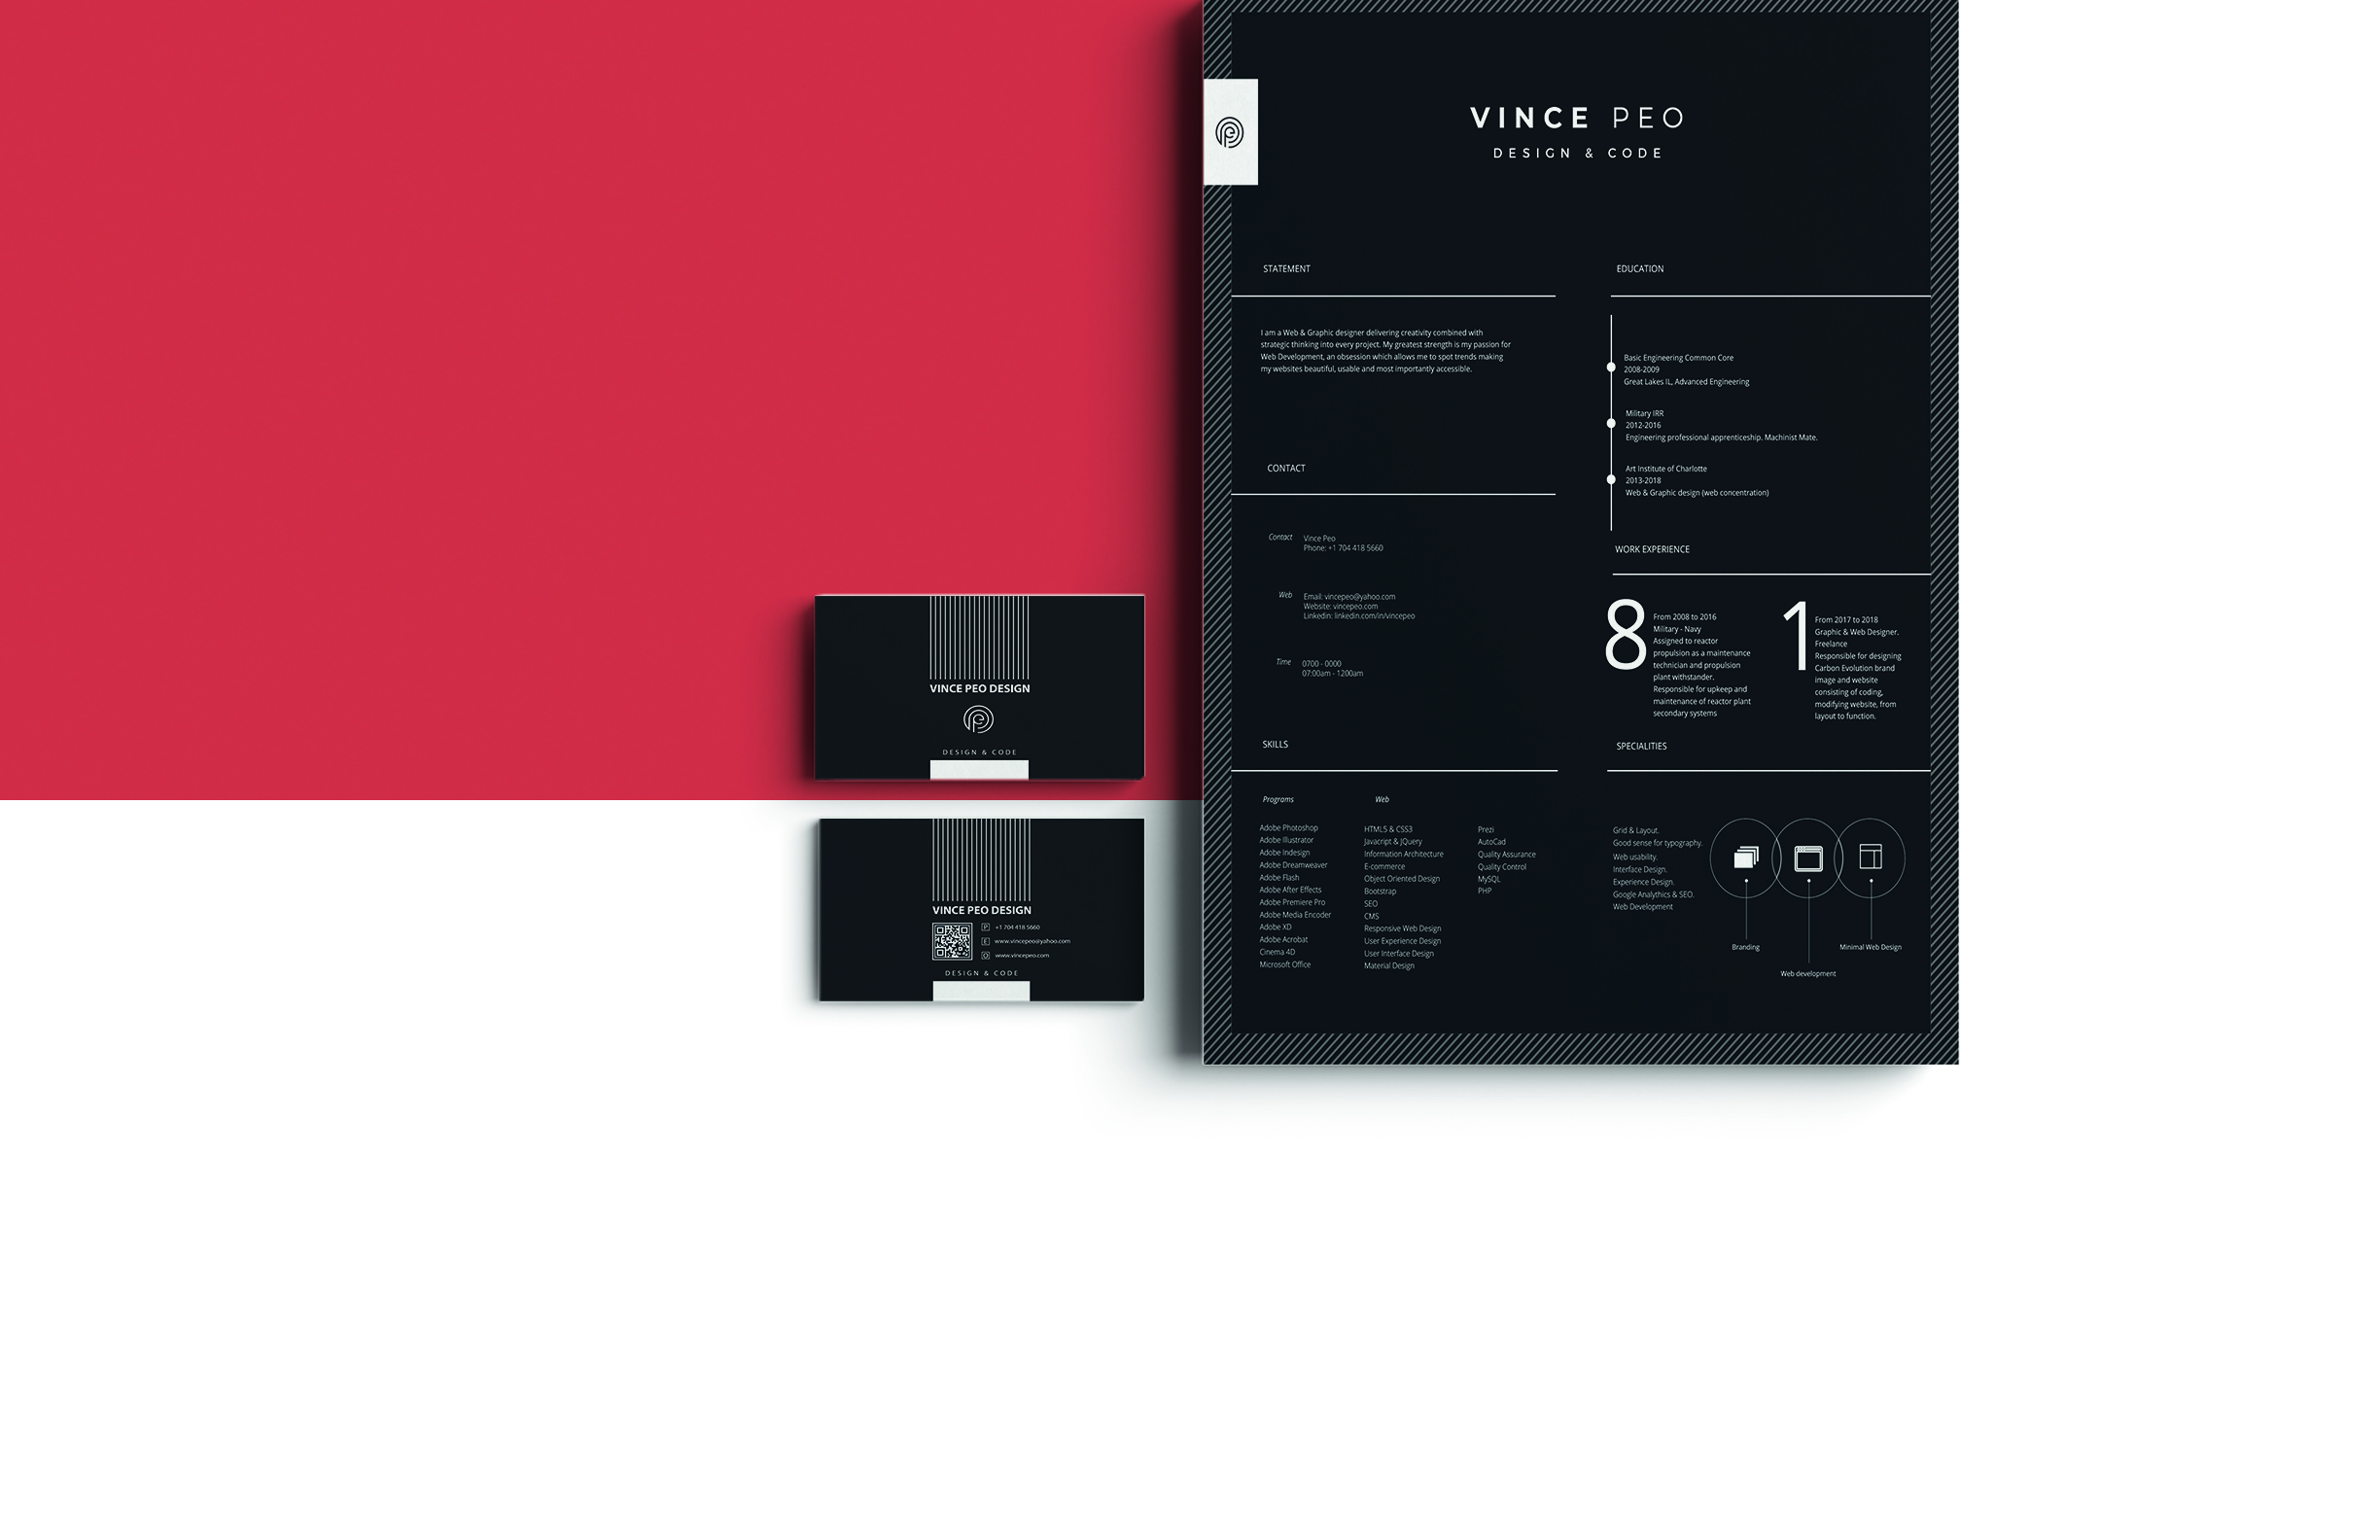 VINCE PEO
DESIGN & CODE
STATEMENT
I am a Web & Graphic designer delivering creativity combined with
strategic thinking into every project. My greatest strength is my passion for
Web Development, an obsession which allows me to spot trends making
my websites beautiful, usable and most importantly accessible.
CONTACT
Contact
Vince Peo
Phone: +1 704 418 5660
Web
Email: vincepeo@yahoo.com
Website: vincepeo.com
Linkedin: linkedin.com/in/vincepeo
Time
0700 - 0000
07:00am - 1200am
SKILLS
Programs
Adobe Photoshop
Adobe Illustrator
Adobe Indesign
Adobe Dreamweaver
Adobe Flash
Adobe After Effects
Adobe Premiere Pro
Adobe Media Encoder
Adobe XD
Adobe Acrobat
Cinema 4D
Microsoft Office
Web
HTML5 & CSS3
Javacript & JQuery
Information Architecture
E-commerce
Object Oriented Design
Bootstrap
SEO
CMS
Responsive Web Design
User Experience Design
User Interface Design
Material Design
Prezi
AutoCad
Quality Assurance
Quality Control
MySQL
PHP
EDUCATION
Basic Engineering Common Core
2008-2009
Great Lakes IL, Advanced Engineering
Military IRR
2012-2016
Engineering professional apprenticeship. Machinist Mate.
Art Institute of Charlotte
2013-2018
Web & Graphic design (web concentration)
WORK EXPERIENCE
8
From 2008 to 2016
Military - Navy
Assigned to reactor
propulsion as a maintenance
technician and propulsion
plant withstander.
Responsible for upkeep and
maintenance of reactor plant
secondary systems
1
From 2017 to 2018
Graphic & Web Designer.
Freelance
Responsible for designing
Carbon Evolution brand
image and website
consisting of coding,
modifying website, from
layout to function.
SPECIALITIES
Grid & Layout.
Good sense for typography.
Web usability.
Interface Design.
Experience Design.
Google Analythics & SEO.
Web Development
Branding
Web development
Minimal Web Design
VINCE PEO DESIGN
DESIGN & CODE
VINCE PEO DESIGN
P +1 704 418 5660
E www.vincepeo@yahoo.com
O www.vincepeo.com
DESIGN & CODE